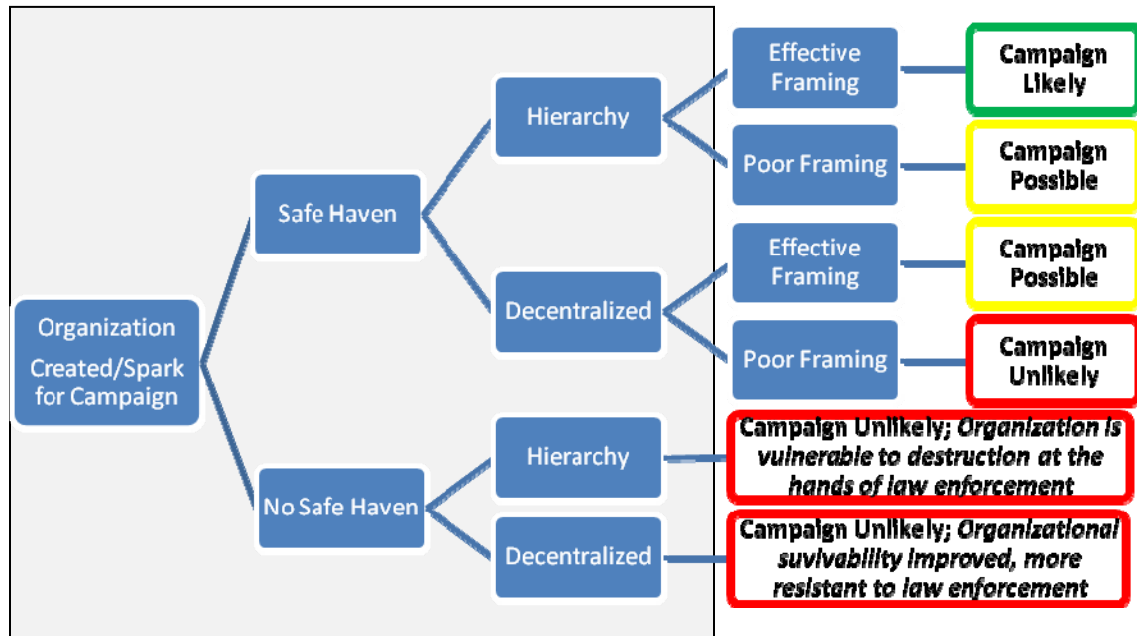 Organization
Created/Spark
for Campaign
Safe Haven
Hierarchy
Effective
Framing
Campaign
Likely
Poor Framing
Campaign
Possible
Decentralized
Effective
Framing
Campaign
Possible
Poor Framing
Campaign
Unlikely
No Safe Haven
Hierarchy
Campaign Unlikely; Organization is
vulnerable to destruction at the
hands of law enforcement
Decentralized
Campaign Unlikely; Organizational
suvivability improved, more
resistant to law enforcement